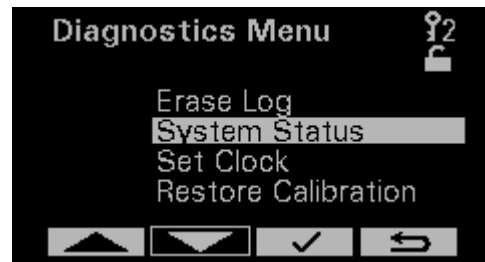 Diagnostics Menu 2
Erase Log
System Status
Set Clock
Restore Calibration